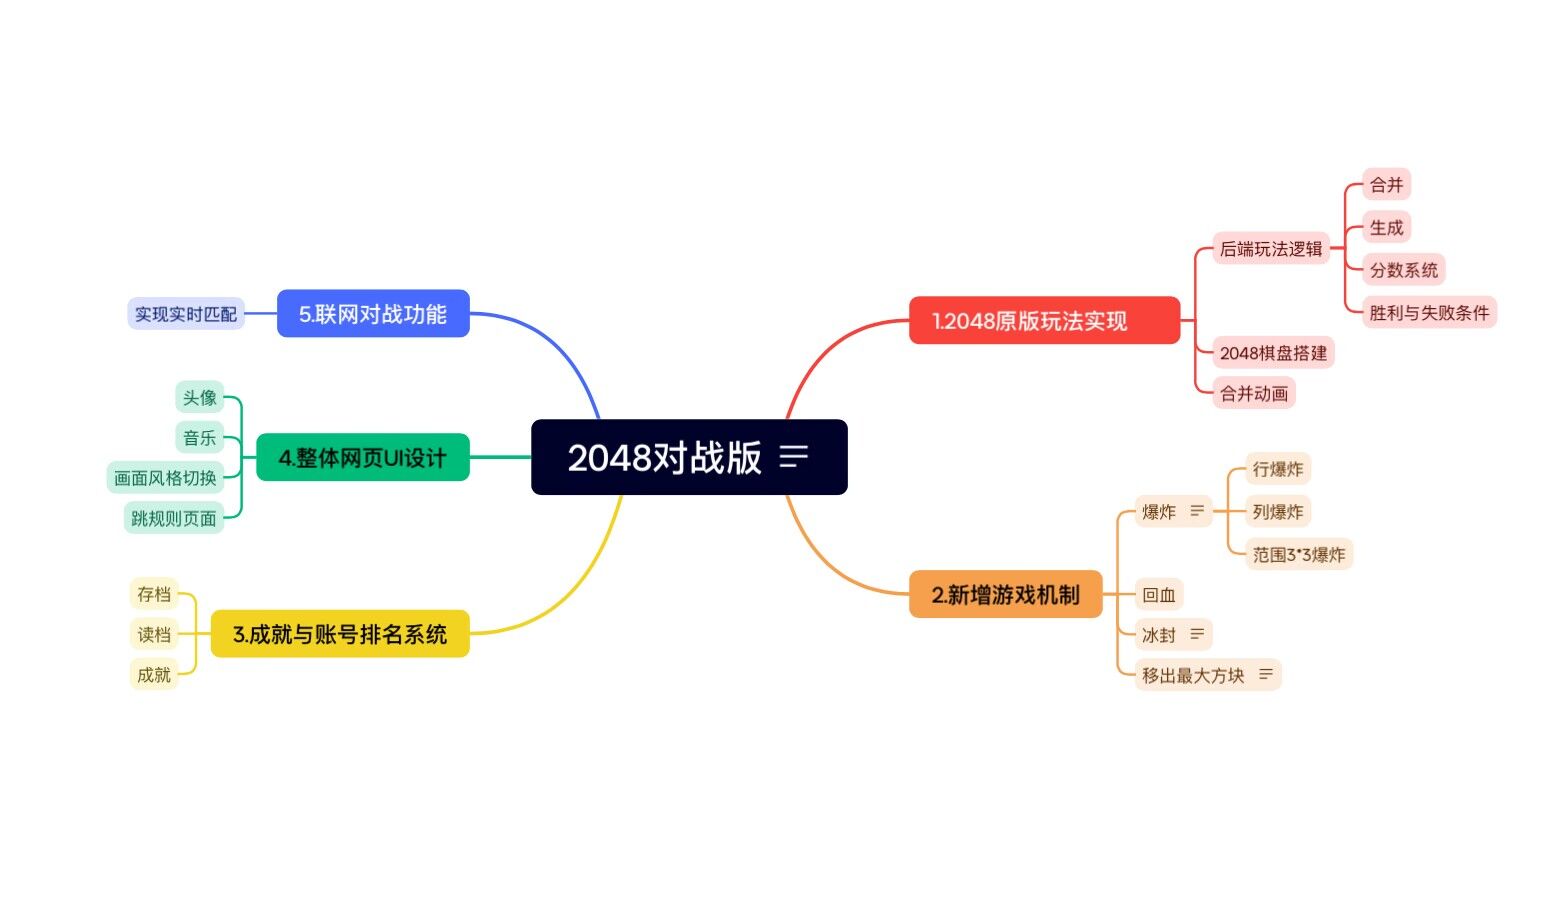 2048对战版
1.2048原版玩法实现
后端玩法逻辑
合并
生成
分数系统
胜利与失败条件
2048棋盘搭建
合并动画
2.新增游戏机制
爆炸
行爆炸
列爆炸
范围3*3爆炸
回血
冰封
移出最大方块
3.成就与账号排名系统
存档
读档
成就
4.整体网页UI设计
头像
音乐
画面风格切换
跳规则页面
5.联网对战功能
实现实时匹配